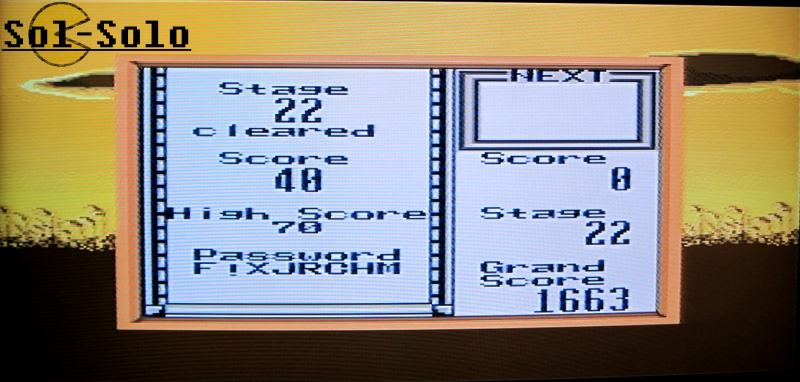 Sol-Solo
Stage
22
cleared
Score
40
High Score
70
Password
F!XJRCHM
NEXT
Score
0
Stage
22
Grand
Score
1663